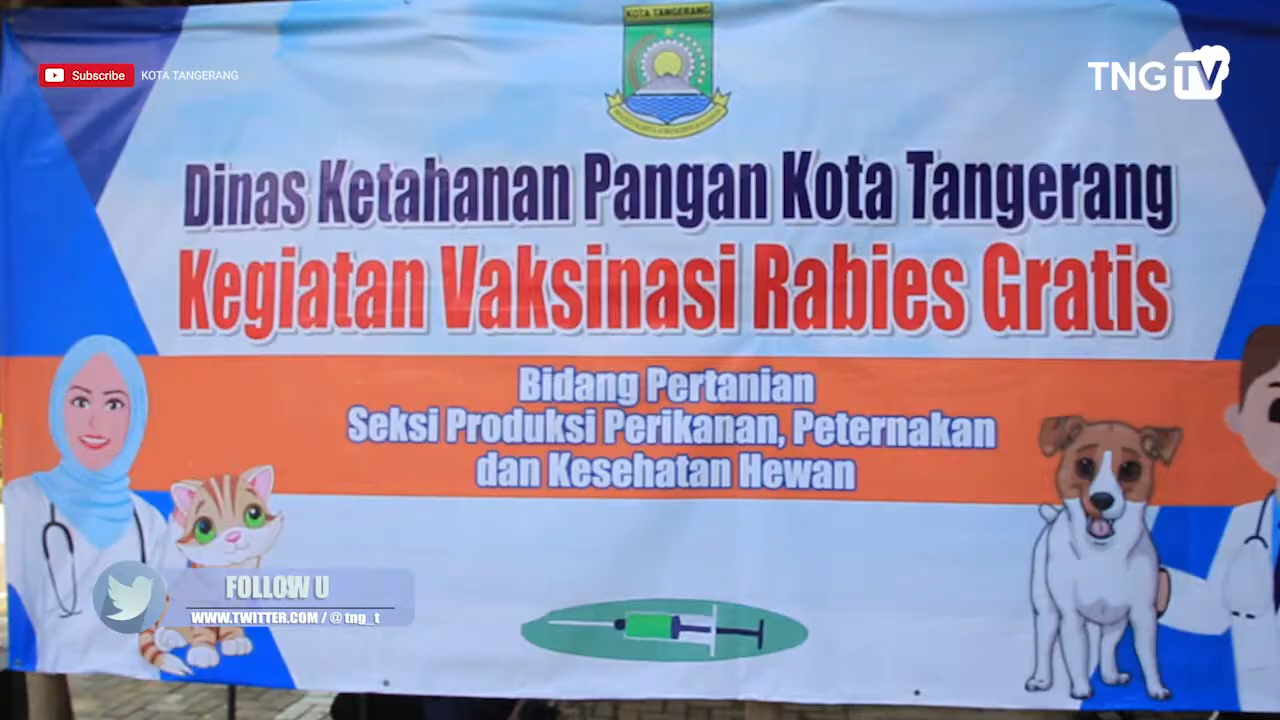 KOTA TANGERANG
Subscribe
KOTA TANGERANG
TNG TV
Dinas Ketahanan Pangan Kota Tangerang
Kegiatan Vaksinasi Rabies Gratis
Bidang Pertanian
Seksi Produksi Perikanan, Peternakan
dan Kesehatan Hewan
FOLLOW U
WWW.TWITTER.COM / @tng_t